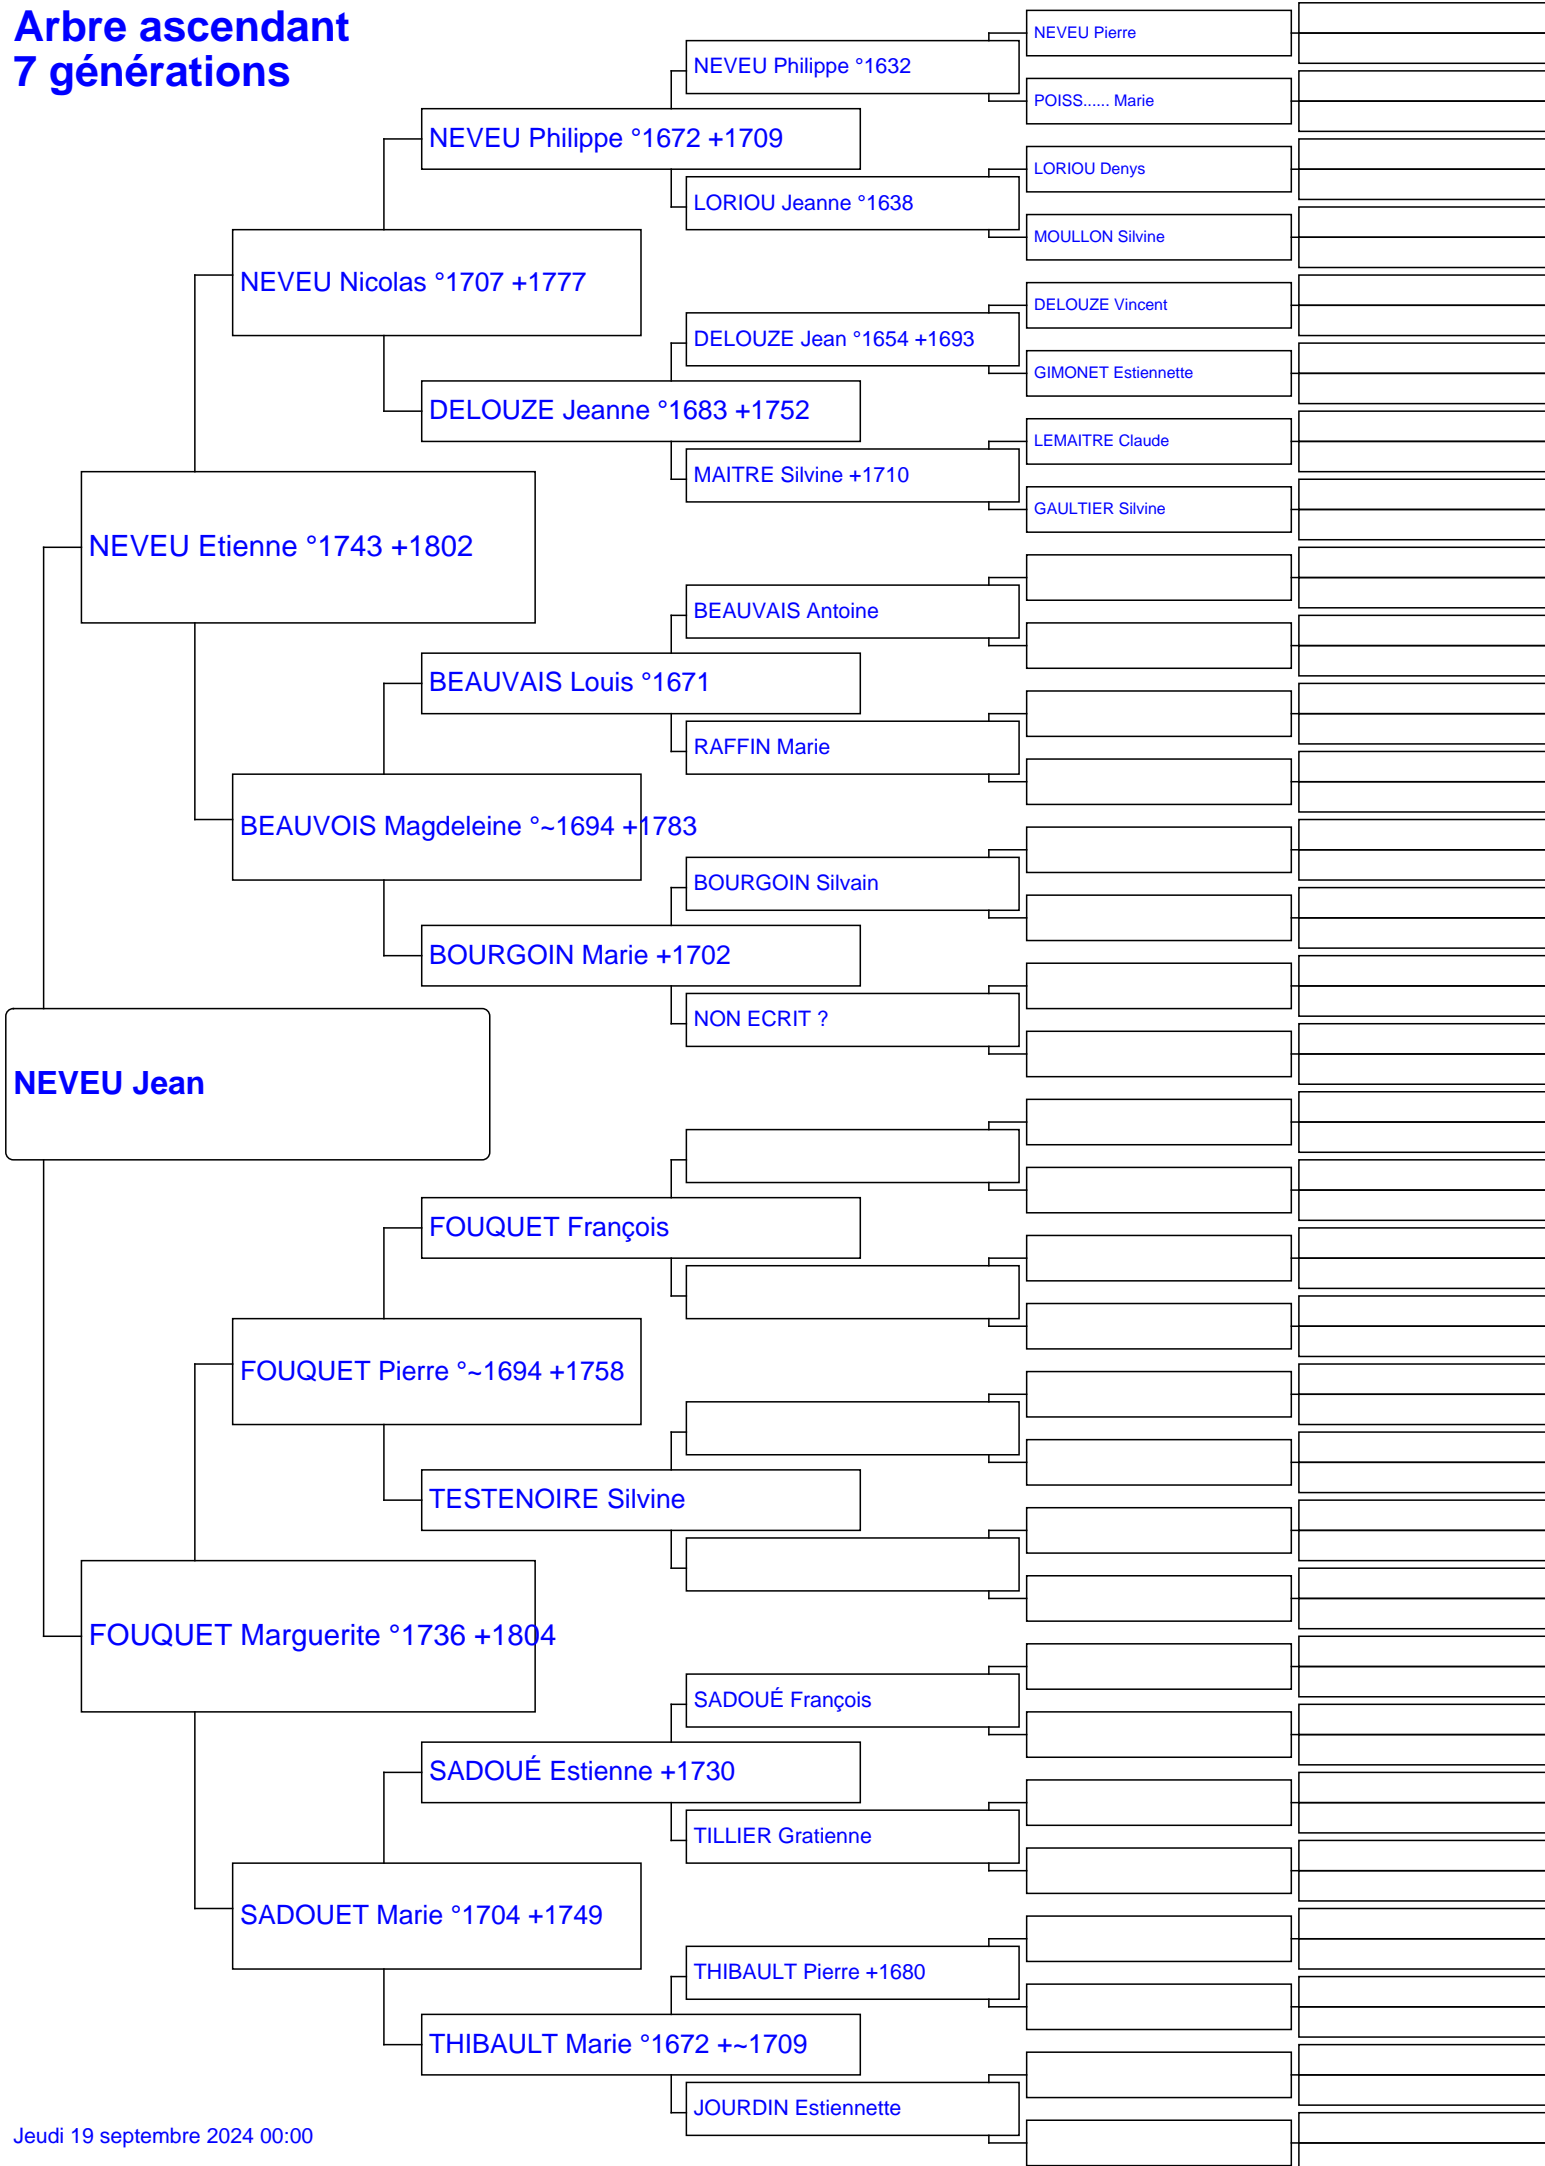 Arbre ascendant
7 générations
NEVEU Pierre
NEVEU Philippe °1632
POISS...... Marie
NEVEU Philippe °1672 +1709
LORIOU Denys
LORIOU Jeanne °1638
MOULLON Silvine
NEVEU Nicolas °1707 +1777
DELOUZE Vincent
DELOUZE Jean °1654 +1693
GIMONET Estiennette
DELOUZE Jeanne °1683 +1752
LEMAITRE Claude
MAITRE Silvine +1710
GAULTIER Silvine
NEVEU Etienne °1743 +1802
BEAUVAIS Antoine
BEAUVAIS Louis °1671
RAFFIN Marie
BEAUVOIS Magdeleine °~1694 +1783
BOURGOIN Silvain
BOURGOIN Marie +1702
NON ECRIT ?
NEVEU Jean
FOUQUET François
FOUQUET Pierre °~1694 +1758
TESTENOIRE Silvine
FOUQUET Marguerite °1736 +1804
SADOUÉ François
SADOUÉ Estienne +1730
TILLIER Gratienne
SADOUET Marie °1704 +1749
THIBAULT Pierre +1680
THIBAULT Marie °1672 +~1709
JOURDIN Estiennette
Jeudi 19 septembre 2024 00:00